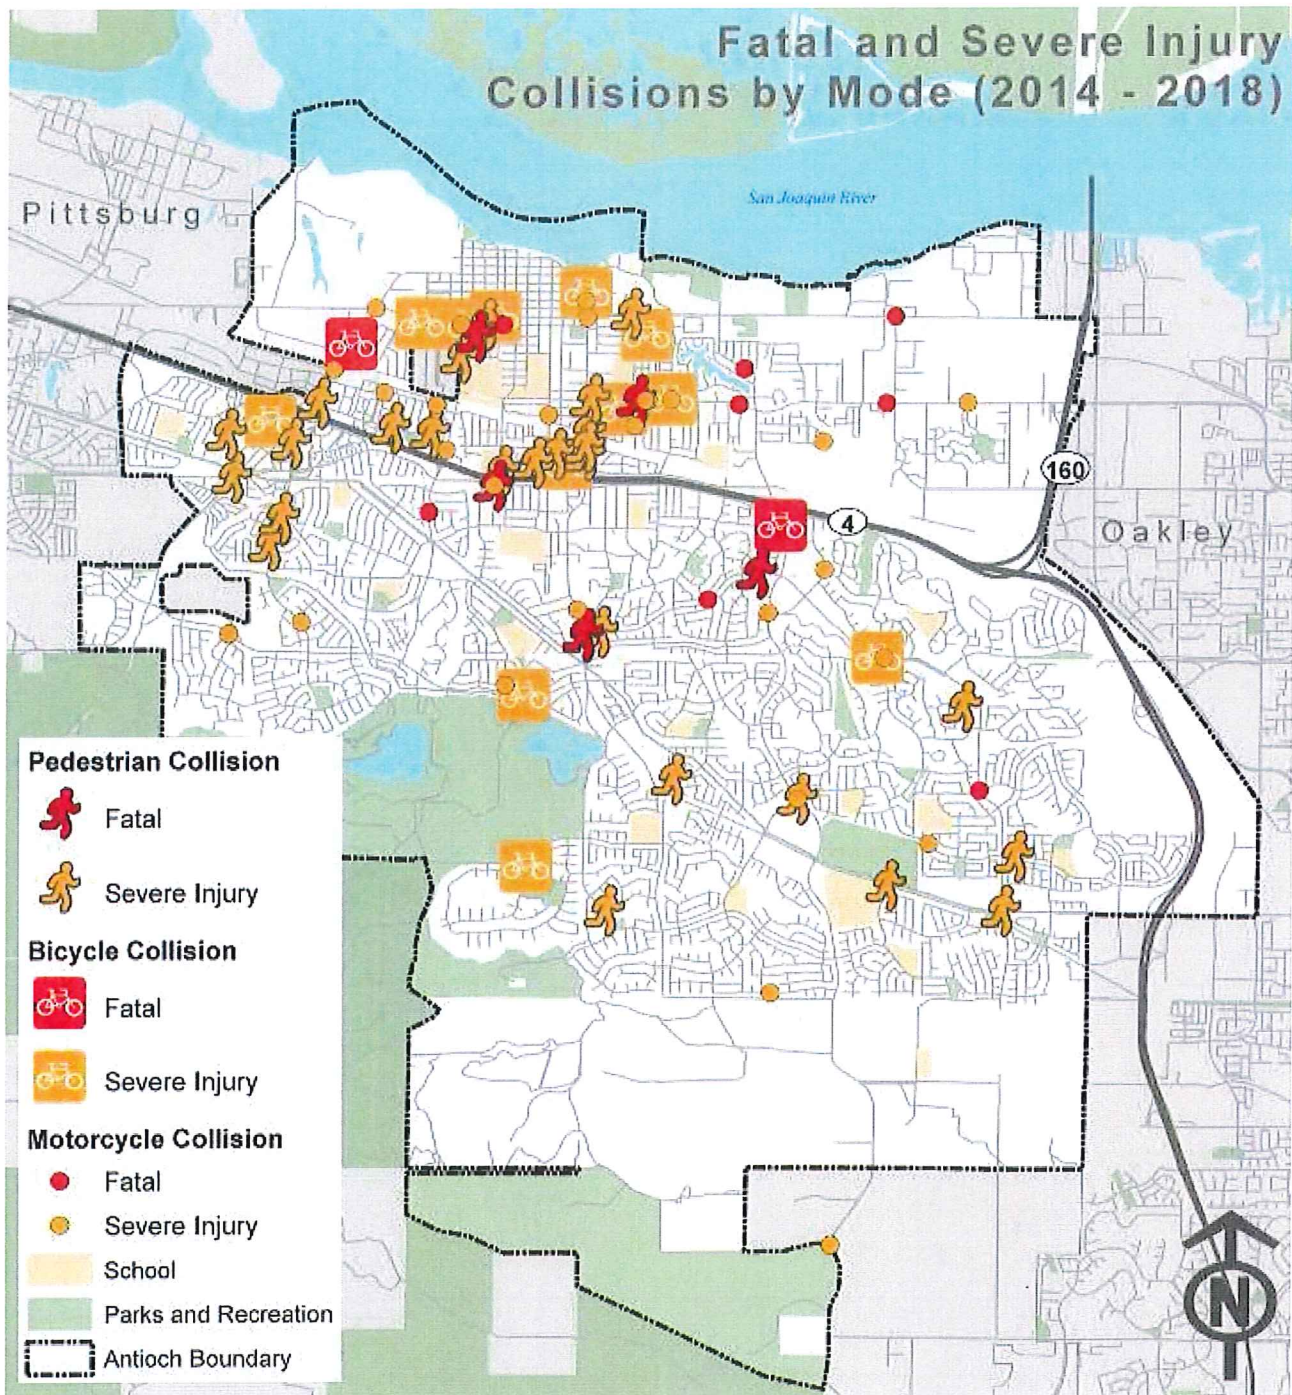 Fatal and Severe Injury
Collisions by Mode (2014 - 2018)
San Joaquin River
Pittsburg
160
4
Oakley
Pedestrian Collision
Fatal
Severe Injury
Bicycle Collision
Fatal
Severe Injury
Motorcycle Collision
Fatal
Severe Injury
School
Parks and Recreation
Antioch Boundary
N